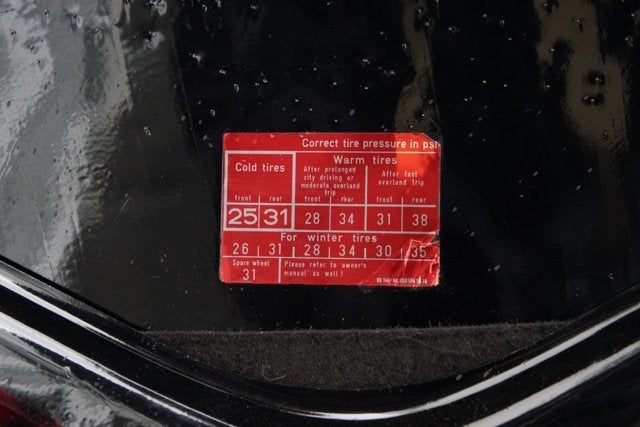 Correct tire pressure in psi
Cold tires
Warm tires
After prolonged
city driving or
moderate overland
trip
After fast
overland trip
front rear front rear front rear
25 31 28 34 31 38
For winter tires
26 31 28 34 30 35
Spare wheel
31
Please refer to owner's
manual as well!